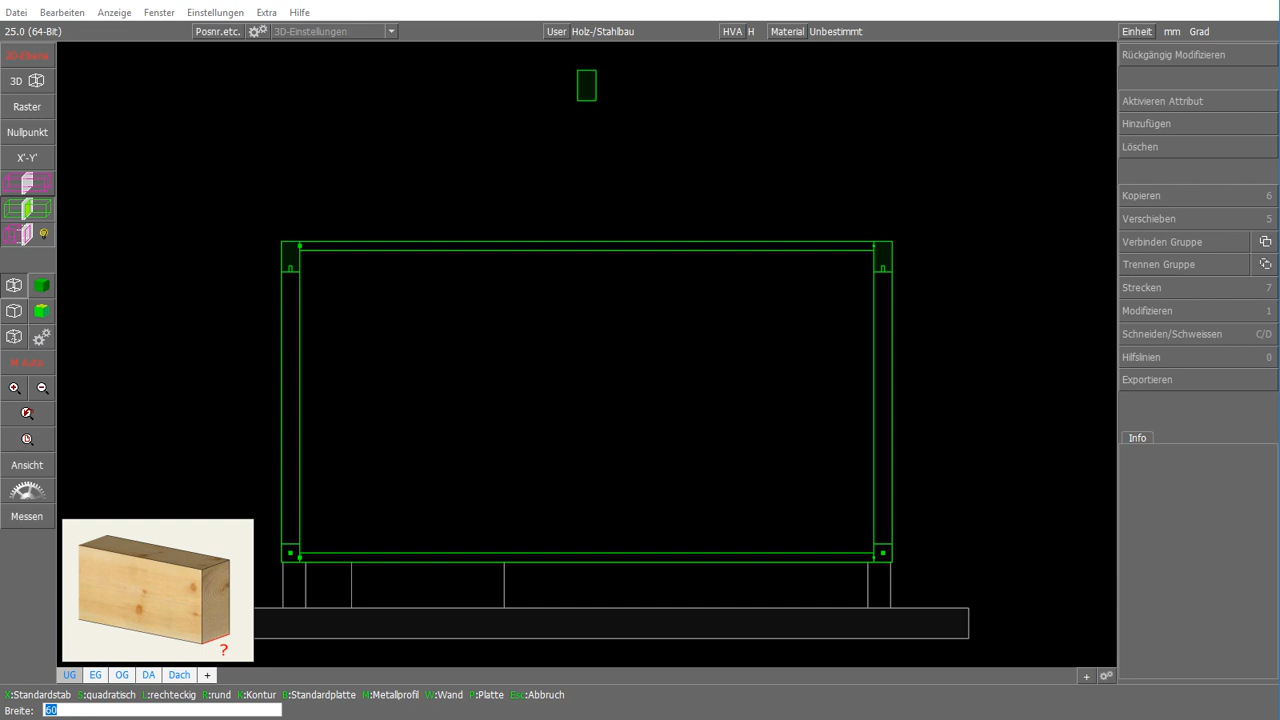 Datei Bearbeiten Anzeige Fenster Einstellungen Extra Hilfe
25.0 (64-Bit) Posnr.etc. 3D-Einstellungen User Holz-/Stahlbau HVA H Material Unbestimmt Einheit mm Grad
3D-Ebene
3D
Raster
Nullpunkt
X'-Y'
M Auto
Ansicht
Messen
Rückgängig Modifizieren
Aktivieren Attribut
Hinzufügen
Löschen
Kopieren 6
Verschieben 5
Verbinden Gruppe
Trennen Gruppe
Strecken 7
Modifizieren 1
Schneiden/Schweissen C/D
Hilfslinien 0
Exportieren
Info
?
UG EG OG DA Dach + +
X:Standardstab S:quadratisch L:rechteckig R:rund K:Kontur B:Standardplatte M:Metallprofil W:Wand P:Platte Esc:Abbruch
Breite: 60